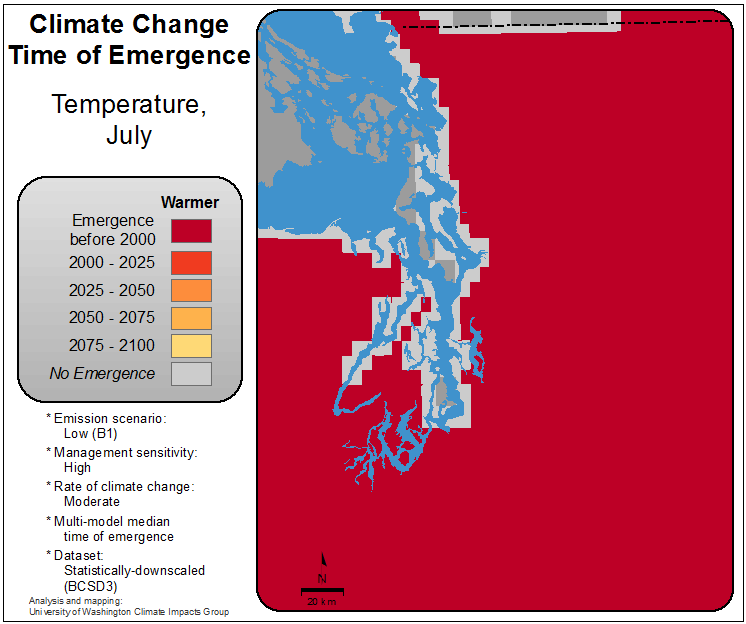 Climate Change
Time of Emergence
Temperature,
July
Warmer
Emergence
before 2000
2000 - 2025
2025 - 2050
2050 - 2075
2075 - 2100
No Emergence
* Emission scenario:
Low (B1)
* Management sensitivity:
High
* Rate of climate change:
Moderate
* Multi-model median
time of emergence
* Dataset:
Statistically-downscaled
(BCSD3)
Analysis and mapping:
University of Washington Climate Impacts Group
N
20 km